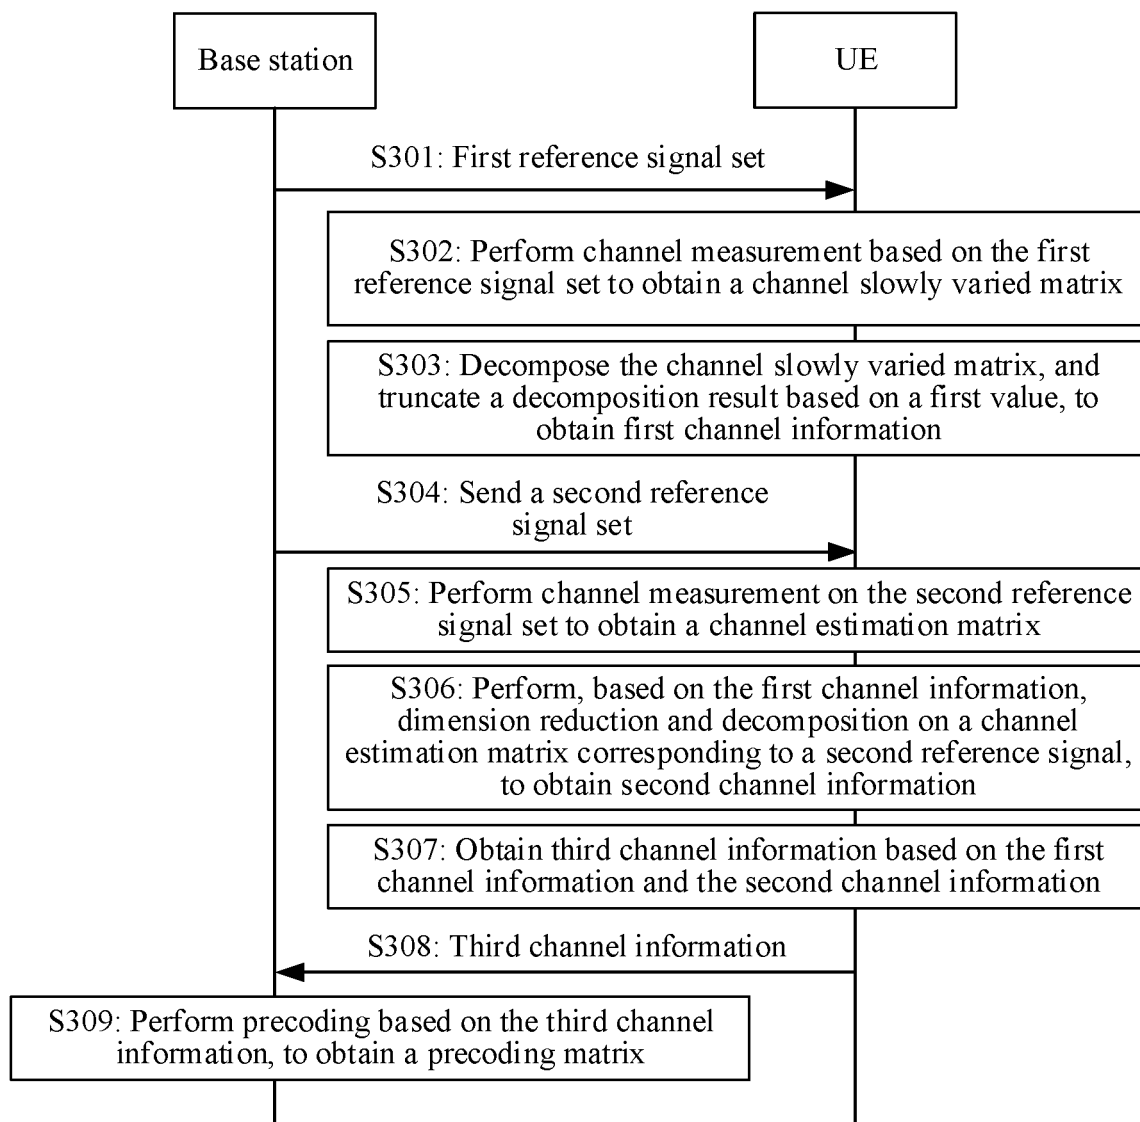 Base station
UE
S301: First reference signal set
S302: Perform channel measurement based on the first
reference signal set to obtain a channel slowly varied matrix
S303: Decompose the channel slowly varied matrix, and
truncate a decomposition result based on a first value, to
obtain first channel information
S304: Send a second reference
signal set
S305: Perform channel measurement on the second reference
signal set to obtain a channel estimation matrix
S306: Perform, based on the first channel information,
dimension reduction and decomposition on a channel
estimation matrix corresponding to a second reference signal,
to obtain second channel information
S307: Obtain third channel information based on the first
channel information and the second channel information
S308: Third channel information
S309: Perform precoding based on the third channel
information, to obtain a precoding matrix